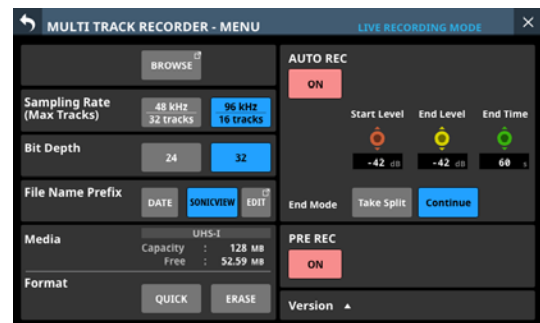 MULTI TRACK RECORDER - MENU
LIVE RECORDING MODE
BROWSE
Sampling Rate
(Max Tracks)
48 kHz
32 tracks
96 kHz
16 tracks
Bit Depth
24
32
File Name Prefix
DATE
SONICVIEW
EDIT
Media
UHS-I
Capacity : 128 MB
Free : 52.59 MB
Format
QUICK
ERASE
AUTO REC
ON
Start Level
End Level
End Time
-42 dB
-42 dB
60 s
End Mode
Take Split
Continue
PRE REC
ON
Version ▲